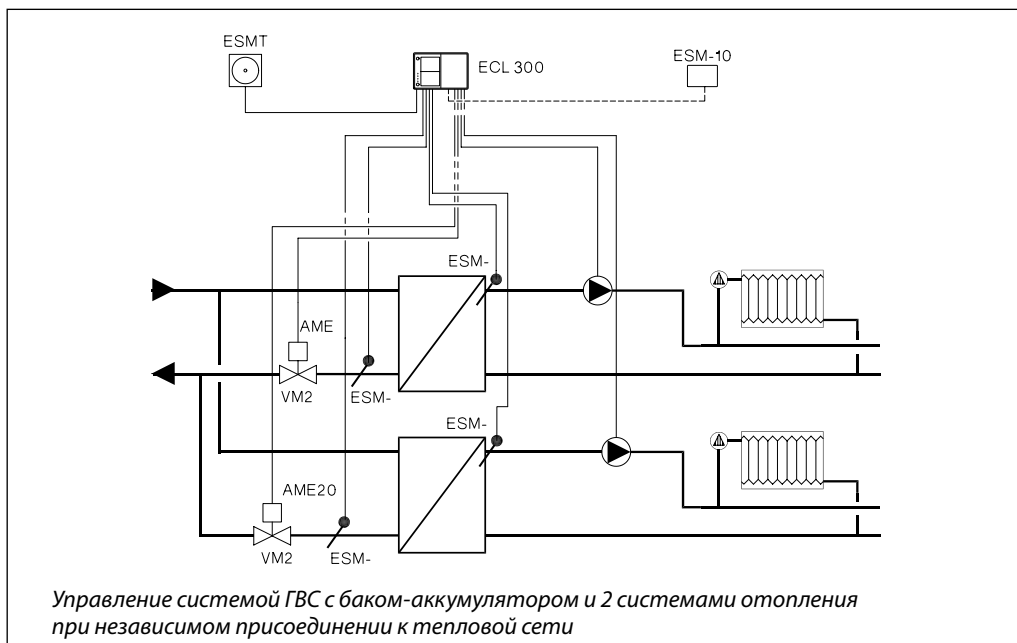 ESMT
ECL 300
ESM-10
ESM-
AME
VM2
ESM-
ESM-
AME20
VM2
ESM-
Управление системой ГВС с баком-аккумулятором и 2 системами отопления
при независимом присоединении к тепловой сети